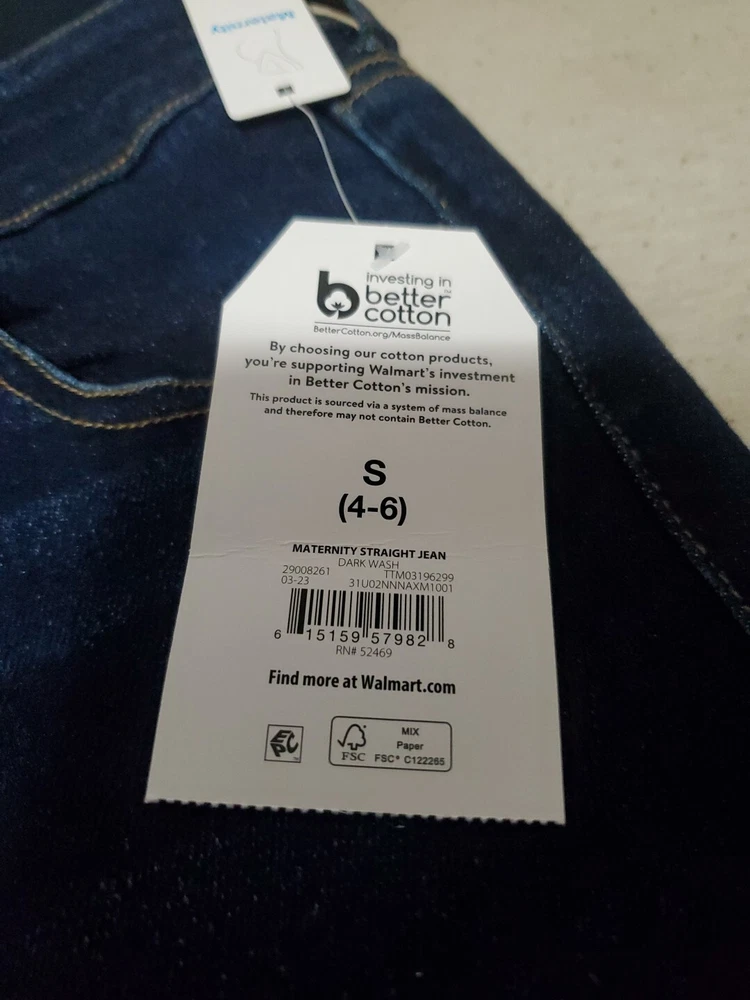 Maternity
investing in
better™
cotton
BetterCotton.org/MassBalance
By choosing our cotton products,
you're supporting Walmart's investment
in Better Cotton's mission.
This product is sourced via a system of mass balance
and therefore may not contain Better Cotton.
S
(4-6)
MATERNITY STRAIGHT JEAN
DARK WASH
29008261 TTM03196299
03-23 31U02NNNAXM1001
6 15159 57982 8
RN# 52469
Find more at Walmart.com
EPC™
FSC
MIX
Paper
FSC® C122265